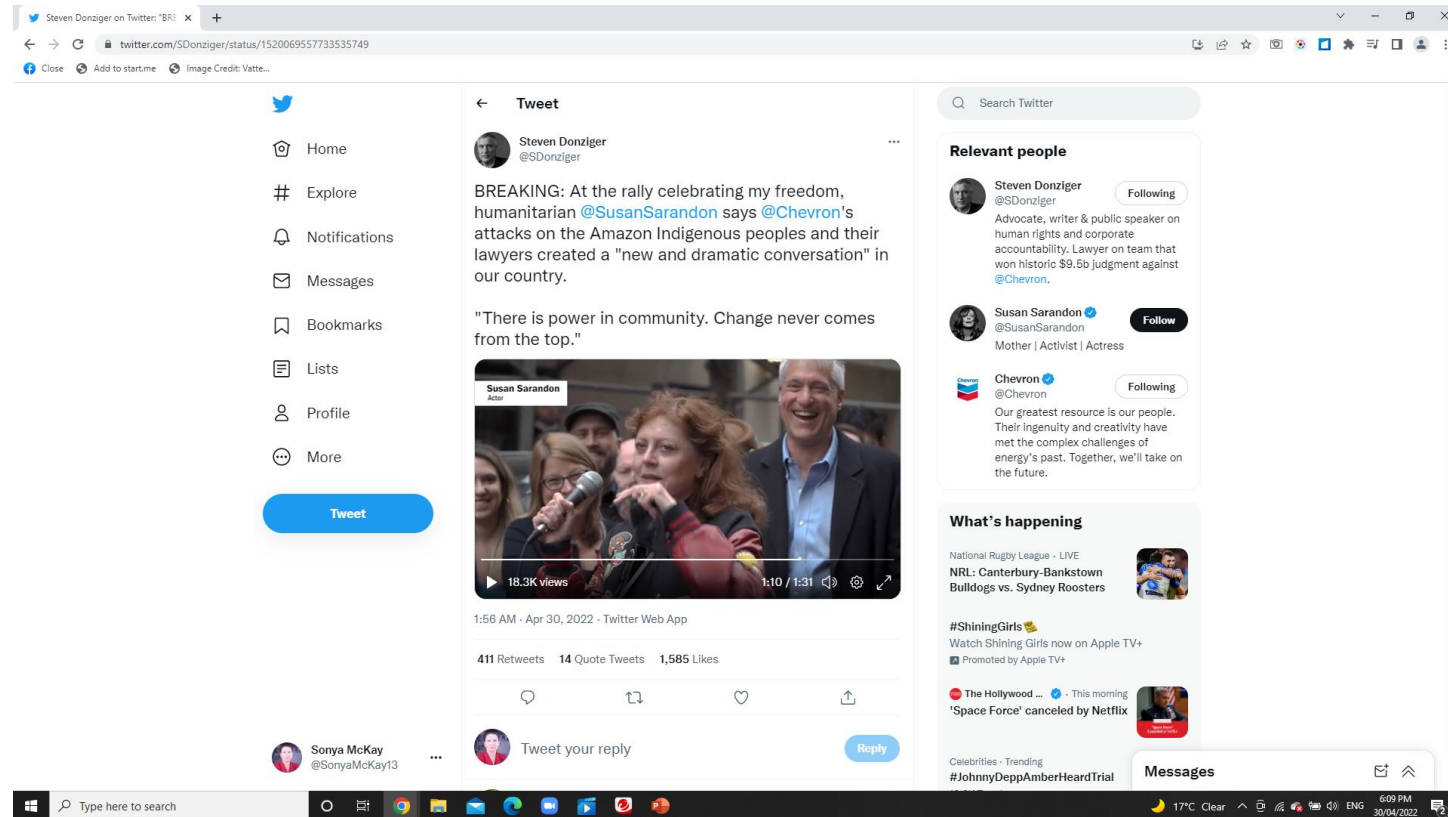 Steven Donziger on Twitter: "BRE
twitter.com/SDonziger/status/1520069557733535749
Close Add to start.me Image Credit: Vatte...
Home
Explore
Notifications
Messages
Bookmarks
Lists
Profile
More
Tweet
Sonya McKay
@SonyaMcKay13
Tweet
Steven Donziger
@SDonziger
BREAKING: At the rally celebrating my freedom,
humanitarian @SusanSarandon says @Chevron's
attacks on the Amazon Indigenous peoples and their
lawyers created a "new and dramatic conversation" in
our country.
"There is power in community. Change never comes
from the top."
Susan Sarandon
Actor
18.3K views 1:10 / 1:31
1:56 AM · Apr 30, 2022 · Twitter Web App
411 Retweets 14 Quote Tweets 1,585 Likes
Tweet your reply Reply
Search Twitter
Relevant people
Steven Donziger
@SDonziger
Following
Advocate, writer & public speaker on
human rights and corporate
accountability. Lawyer on team that
won historic $9.5b judgment against
@Chevron.
Susan Sarandon
@SusanSarandon
Follow
Mother | Activist | Actress
Chevron
Chevron
@Chevron
Following
Our greatest resource is our people.
Their ingenuity and creativity have
met the complex challenges of
energy's past. Together, we'll take on
the future.
What's happening
National Rugby League · LIVE
NRL: Canterbury-Bankstown
Bulldogs vs. Sydney Roosters
#ShiningGirls
Watch Shining Girls now on Apple TV+
Promoted by Apple TV+
The Hollywood ... · This morning
'Space Force' canceled by Netflix
Celebrities · Trending
#JohnnyDeppAmberHeardTrial
Messages
Type here to search
17°C Clear ENG
6:09 PM
30/04/2022
2